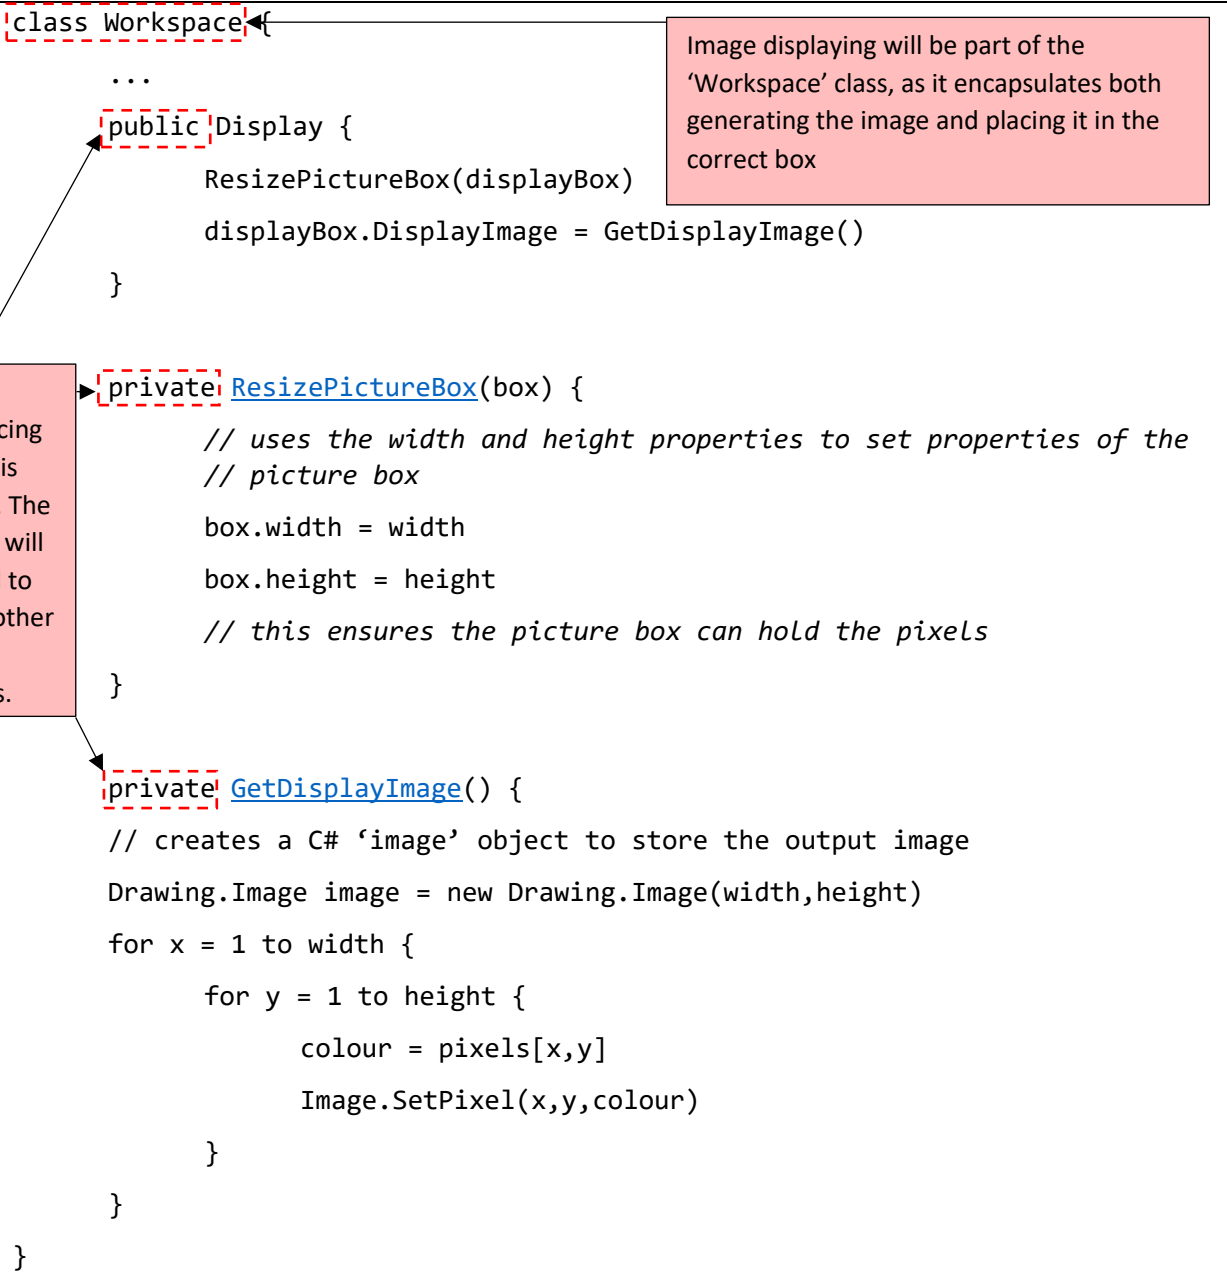 class Workspace {
Image displaying will be part of the
‘Workspace’ class, as it encapsulates both
generating the image and placing it in the
correct box
...
public Display {
ResizePictureBox(displayBox)
displayBox.DisplayImage = GetDisplayImage()
}
is
The
will
to
other
private ResizePictureBox(box) {
// uses the width and height properties to set properties of the
// picture box
box.width = width
box.height = height
// this ensures the picture box can hold the pixels
}
private GetDisplayImage() {
// creates a C# ‘image’ object to store the output image
Drawing.Image image = new Drawing.Image(width,height)
for x = 1 to width {
for y = 1 to height {
colour = pixels[x,y]
Image.SetPixel(x,y,colour)
}
}
}